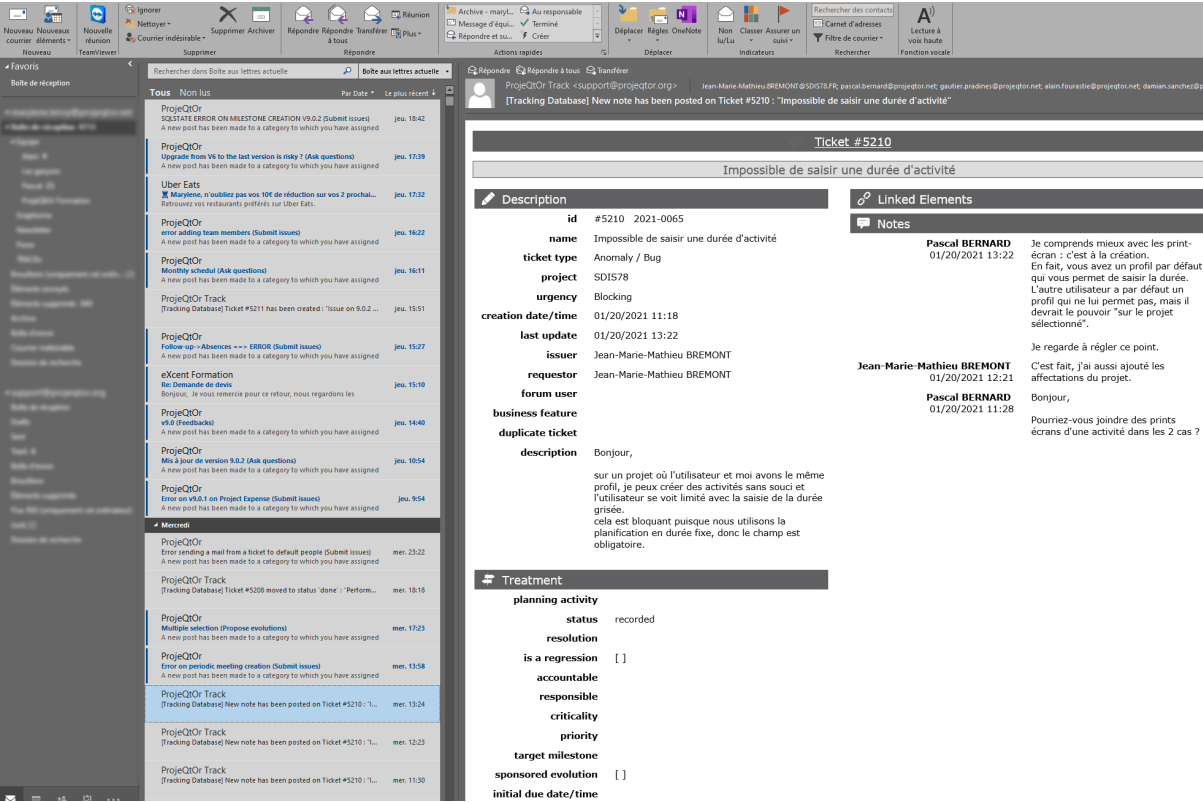 Nouveau Nouveaux
courrier éléments
Nouveau
Nouvelle
réunion
TeamViewer
Ignorer
Nettoyer
Courrier indésirable
Supprimer Archiver
Supprimer
Répondre Répondre Transférer
à tous
Réunion
Plus
Répondre
Archive - maryl...
Au responsable
Message d'équi...
Terminé
Répondre et su...
Créer
Actions rapides
Déplacer Règles OneNote
Déplacer
Non Classer Assurer un
lu/Lu suivi
Indicateurs
Rechercher des contacts
Carnet d'adresses
Filtre de courrier
Rechercher
Lecture à
voix haute
Fonction vocale
Favoris
Boîte de réception
Rechercher dans Boîte aux lettres actuelle
Boîte aux lettres actuelle
Tous Non lus
Par Date Le plus récent
ProjeQtOr
SQLSTATE ERROR ON MILESTONE CREATION V9.0.2 (Submit issues) jeu. 18:42
A new post has been made to a category to which you have assigned
ProjeQtOr
Upgrade from V6 to the last version is risky ? (Ask questions) jeu. 17:39
A new post has been made to a category to which you have assigned
Uber Eats
Marylene, n'oubliez pas vos 10€ de réduction sur vos 2 prochai... jeu. 17:32
Retrouvez vos restaurants préférés sur Uber Eats.
ProjeQtOr
error adding team members (Submit issues) jeu. 16:22
A new post has been made to a category to which you have assigned
ProjeQtOr
Monthly schedul (Ask questions) jeu. 16:11
A new post has been made to a category to which you have assigned
ProjeQtOr Track
[Tracking Database] Ticket #5211 has been created : "Issue on 9.0.2 ... jeu. 15:51
ProjeQtOr
Follow-up->Absences ==> ERROR (Submit issues) jeu. 15:27
A new post has been made to a category to which you have assigned
eXcent Formation
Re: Demande de devis jeu. 15:10
Bonjour, Je vous remercie pour ce retour, nous regardons les
ProjeQtOr
v9.0 (Feedbacks) jeu. 14:40
A new post has been made to a category to which you have assigned
ProjeQtOr
Mis à jour de version 9.0.2 (Ask questions) jeu. 10:54
A new post has been made to a category to which you have assigned
ProjeQtOr
Error on v9.0.1 on Project Expense (Submit issues) jeu. 9:54
A new post has been made to a category to which you have assigned
Mercredi
ProjeQtOr
Error sending a mail from a ticket to default people (Submit issues) mer. 23:22
A new post has been made to a category to which you have assigned
ProjeQtOr Track
[Tracking Database] Ticket #5208 moved to status 'done' : "Perform... mer. 18:18
ProjeQtOr
Multiple selection (Propose evolutions) mer. 17:23
A new post has been made to a category to which you have assigned
ProjeQtOr
Error on periodic meeting creation (Submit issues) mer. 13:58
A new post has been made to a category to which you have assigned
ProjeQtOr Track
[Tracking Database] New note has been posted on Ticket #5210 : "I... mer. 13:24
ProjeQtOr Track
[Tracking Database] New note has been posted on Ticket #5210 : "I... mer. 12:23
ProjeQtOr Track
[Tracking Database] New note has been posted on Ticket #5210 : "I... mer. 11:30
Répondre Répondre à tous Transférer
ProjeQtOr Track <support@projeqtor.org> Jean-Marie-Mathieu.BREMONT@SDIS78.FR; pascal.bernard@projeqtor.net; gautier.pradines@projeqtor.net; alain.fourastie@projeqtor.net; damian.sanchez@p
[Tracking Database] New note has been posted on Ticket #5210 : "Impossible de saisir une durée d'activité"
Ticket #5210
Impossible de saisir une durée d'activité
Description
id #5210 2021-0065
name Impossible de saisir une durée d'activité
ticket type Anomaly / Bug
project SDIS78
urgency Blocking
creation date/time 01/20/2021 11:18
last update 01/20/2021 13:22
issuer Jean-Marie-Mathieu BREMONT
requestor Jean-Marie-Mathieu BREMONT
forum user
business feature
duplicate ticket
description Bonjour,
sur un projet où l'utilisateur et moi avons le même
profil, je peux créer des activités sans souci et
l'utilisateur se voit limité avec la saisie de la durée
grisée.
cela est bloquant puisque nous utilisons la
planification en durée fixe, donc le champ est
obligatoire.
Treatment
planning activity
status recorded
resolution
is a regression [ ]
accountable
responsible
criticality
priority
target milestone
sponsored evolution [ ]
initial due date/time
Linked Elements
Notes
Pascal BERNARD Je comprends mieux avec les print-
01/20/2021 13:22 écran : c'est à la création.
En fait, vous avez un profil par défaut
qui vous permet de saisir la durée.
L'autre utilisateur a par défaut un
profil qui ne lui permet pas, mais il
devrait le pouvoir "sur le projet
sélectionné".
Je regarde à régler ce point.
Jean-Marie-Mathieu BREMONT C'est fait, j'ai aussi ajouté les
01/20/2021 12:21 affectations du projet.
Pascal BERNARD Bonjour,
01/20/2021 11:28
Pourriez-vous joindre des prints
écrans d'une activité dans les 2 cas ?